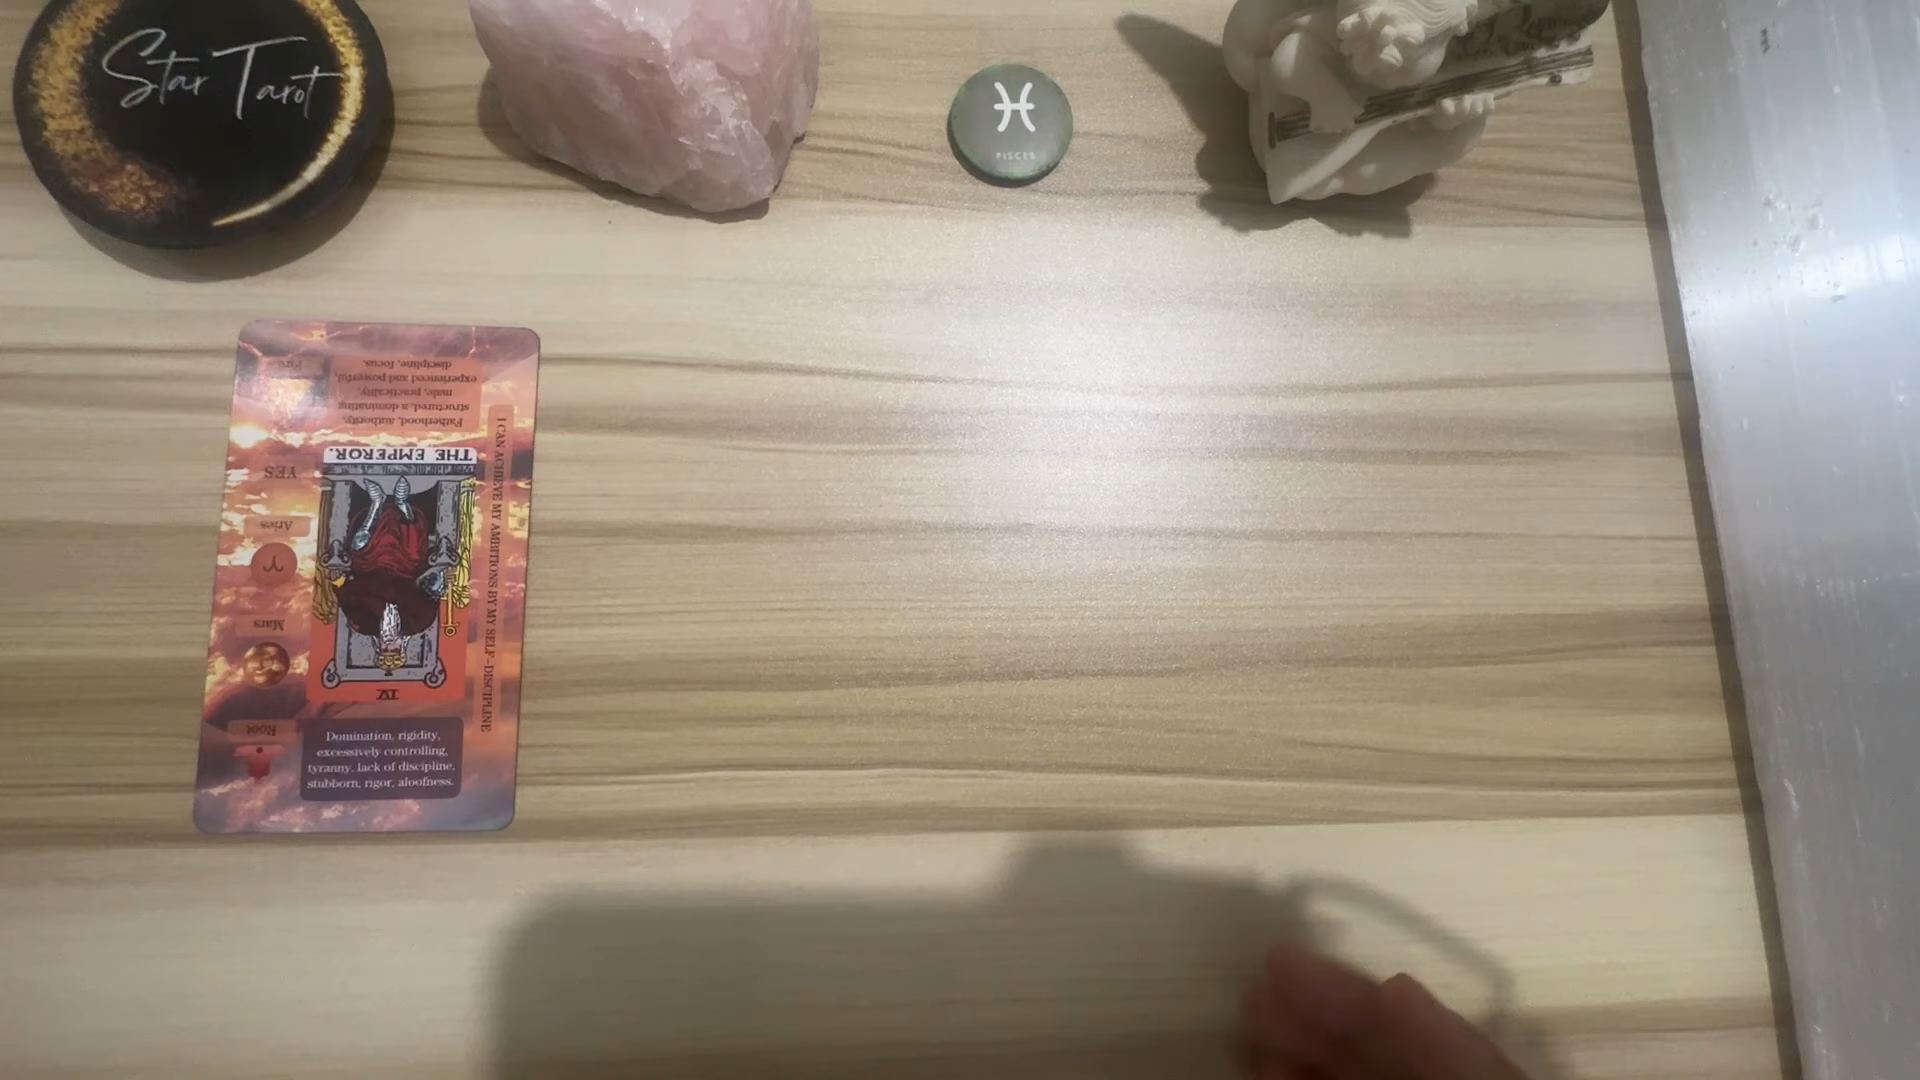 Star Tarot
PISCES
Fire
Fatherhood, authority,
structured, a dominating
male, practicality,
experienced and powerful,
discipline, focus.
I CAN ACHIEVE MY AMBITIONS BY MY SELF-DISCIPLINE
THE EMPEROR.
YES
Aries
Mars
IV
Root
Domination, rigidity,
excessively controlling,
tyranny, lack of discipline,
stubborn, rigor, aloofness.